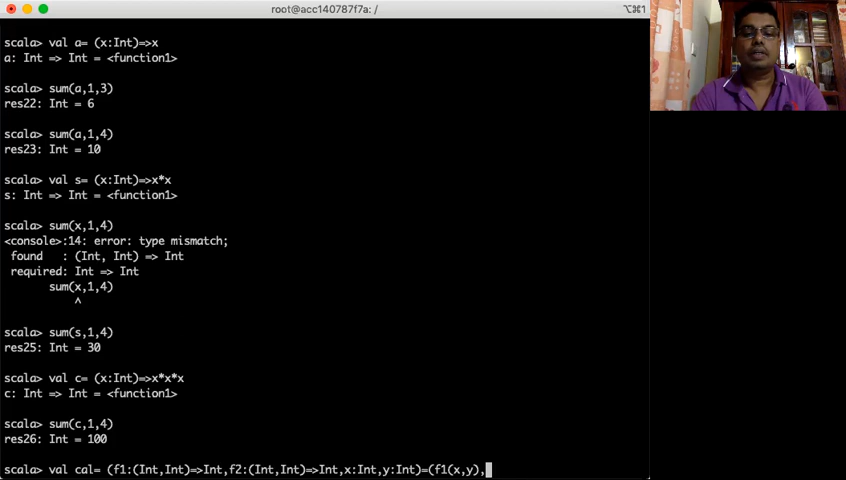 root@acc140787f7a: /
⌥⌘1
scala> val a= (x:Int)=>x
a: Int => Int = <function1>
scala> sum(a,1,3)
res22: Int = 6
scala> sum(a,1,4)
res23: Int = 10
scala> val s= (x:Int)=>x*x
s: Int => Int = <function1>
scala> sum(x,1,4)
<console>:14: error: type mismatch;
 found   : (Int, Int) => Int
 required: Int => Int
       sum(x,1,4)
           ^
scala> sum(s,1,4)
res25: Int = 30
scala> val c= (x:Int)=>x*x*x
c: Int => Int = <function1>
scala> sum(c,1,4)
res26: Int = 100
scala> val cal= (f1:(Int,Int)=>Int,f2:(Int,Int)=>Int,x:Int,y:Int)=(f1(x,y),